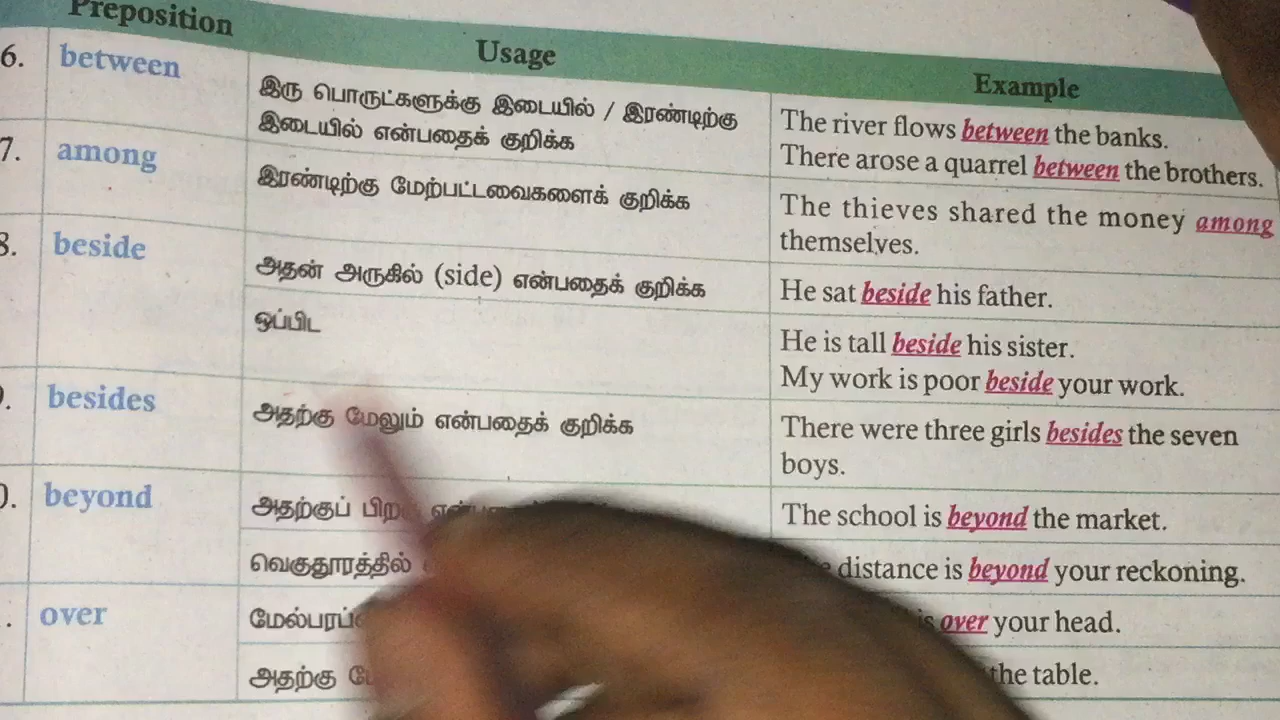 Preposition Usage Example
6. between இரு பொருட்களுக்கு இடையில் / இரண்டிற்கு The river flows between the banks.
இடையில் என்பதைக் குறிக்க There arose a quarrel between the brothers.
7. among இரண்டிற்கு மேற்பட்டவைகளைக் குறிக்க The thieves shared the money among
themselves.
8. beside அதன் அருகில் (side) என்பதைக் குறிக்க He sat beside his father.
ஒப்பிட He is tall beside his sister.
My work is poor beside your work.
besides அதற்கு மேலும் என்பதைக் குறிக்க There were three girls besides the seven
boys.
beyond அதற்குப் The school is beyond the market.
வெகுதூரத்தில் distance is beyond your reckoning.
over over your head.
அதற்கு the table.